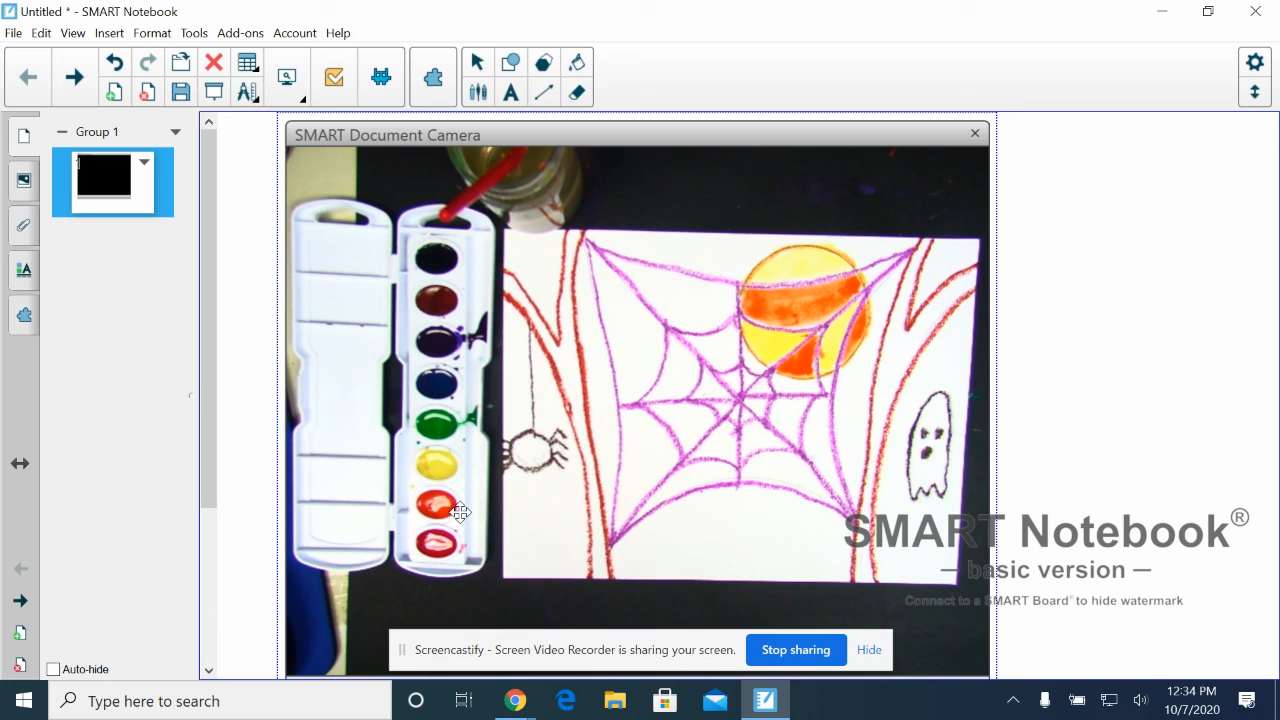 Untitled * - SMART Notebook
File Edit View Insert Format Tools Add-ons Account Help
Group 1
1
SMART Document Camera
SMART Notebook®
— basic version —
Connect to a SMART Board® to hide watermark
Screencastify - Screen Video Recorder is sharing your screen. Stop sharing Hide
Auto-hide
Type here to search
12:34 PM
10/7/2020